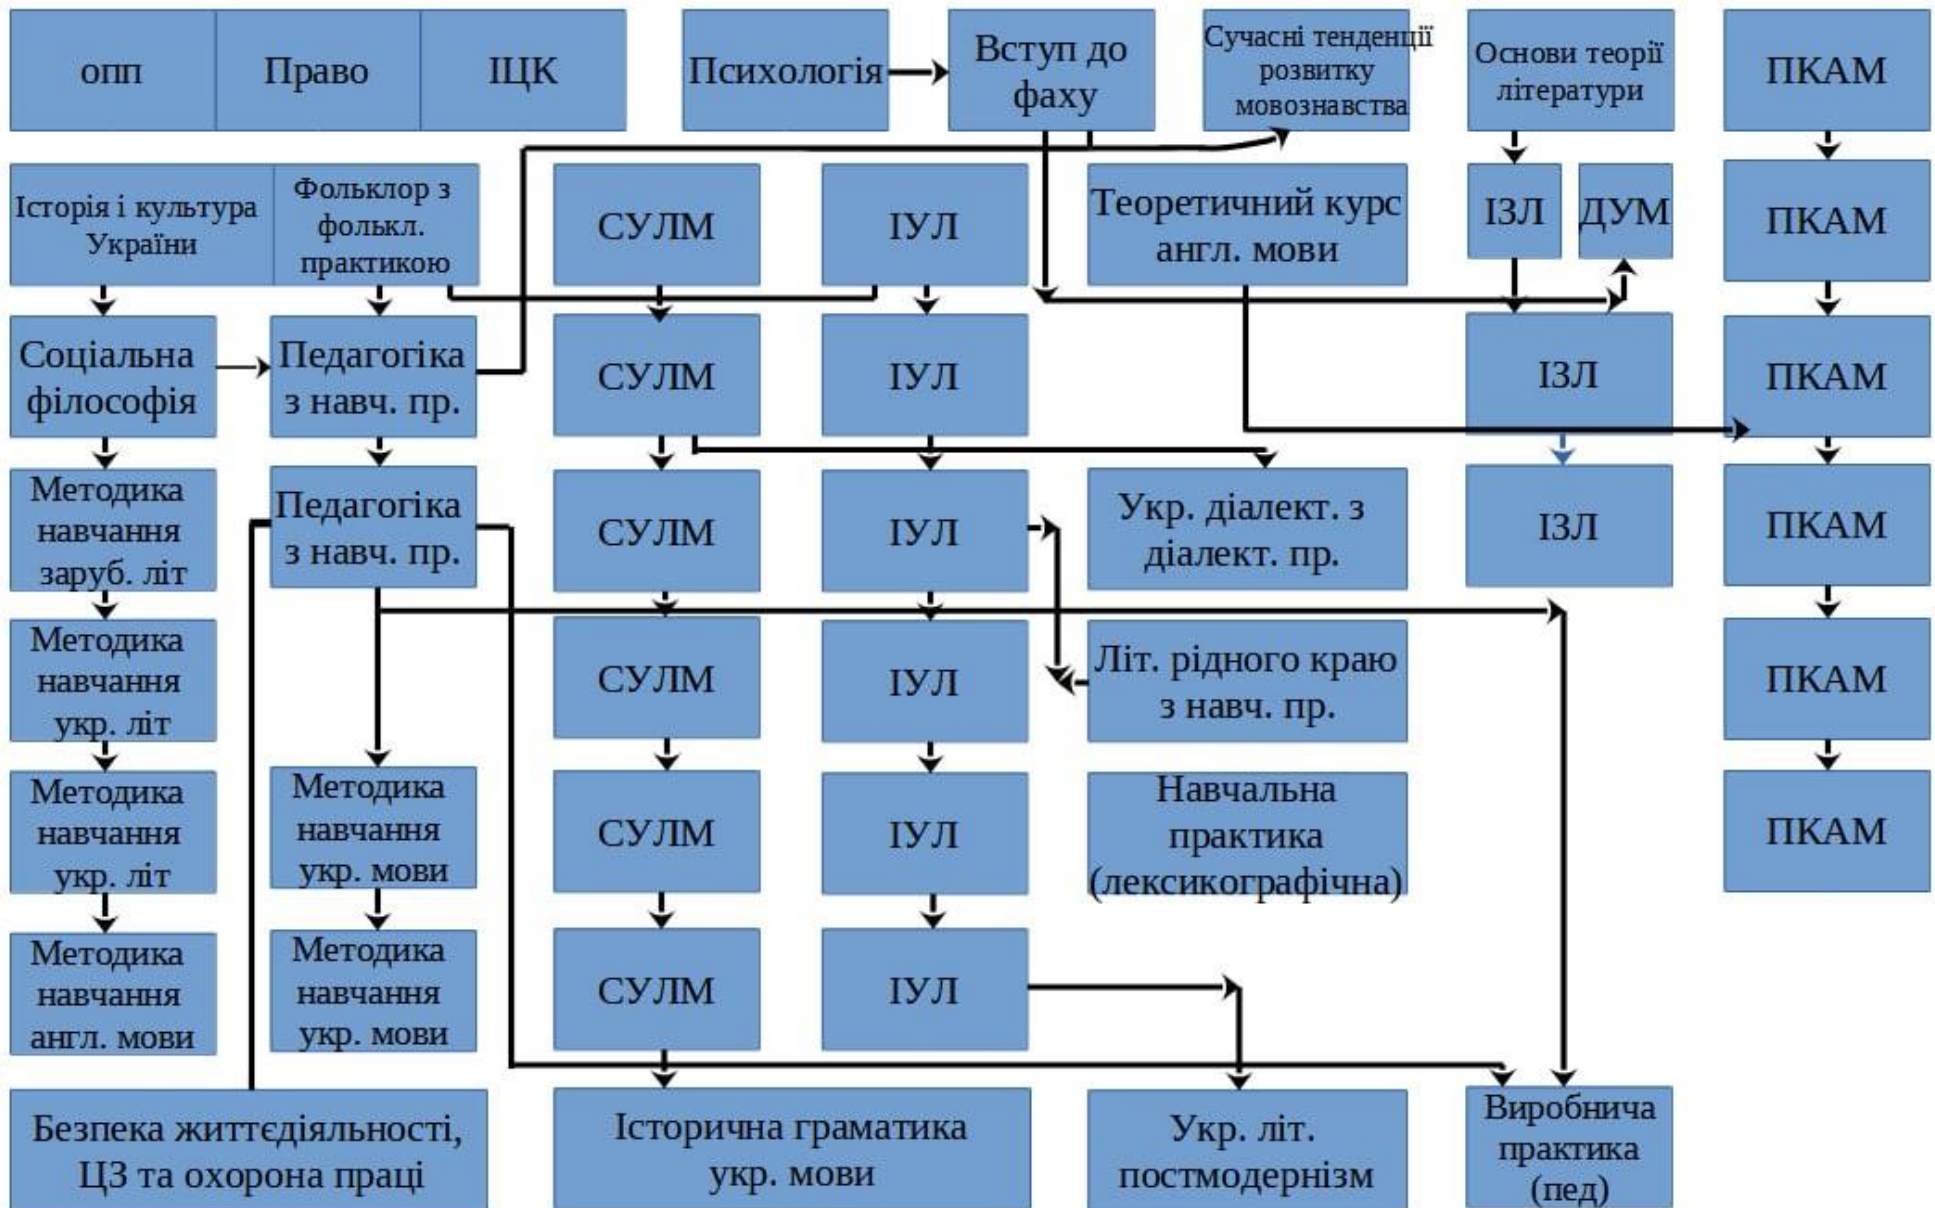 опп
Право
ІЦК
Психологія
Вступ до
фаху
Сучасні тенденції
розвитку
мовознавства
Основи теорії
літератури
ПКАМ
Історія і культура
України
Фольклор з
фолькл.
практикою
СУЛМ
ІУЛ
Теоретичний курс
англ. мови
ІЗЛ
ДУМ
ПКАМ
Соціальна
філософія
Педагогіка
з навч. пр.
СУЛМ
ІУЛ
ІЗЛ
ПКАМ
Методика
навчання
заруб. літ
Педагогіка
з навч. пр.
СУЛМ
ІУЛ
Укр. діалект. з
діалект. пр.
ІЗЛ
ПКАМ
Методика
навчання
укр. літ
СУЛМ
ІУЛ
Літ. рідного краю
з навч. пр.
ПКАМ
Методика
навчання
укр. літ
Методика
навчання
укр. мови
СУЛМ
ІУЛ
Навчальна
практика
(лексикографічна)
ПКАМ
Методика
навчання
англ. мови
Методика
навчання
укр. мови
СУЛМ
ІУЛ
Безпека життєдіяльності,
ЦЗ та охорона праці
Історична граматика
укр. мови
Укр. літ.
постмодернізм
Виробнича
практика
(пед)